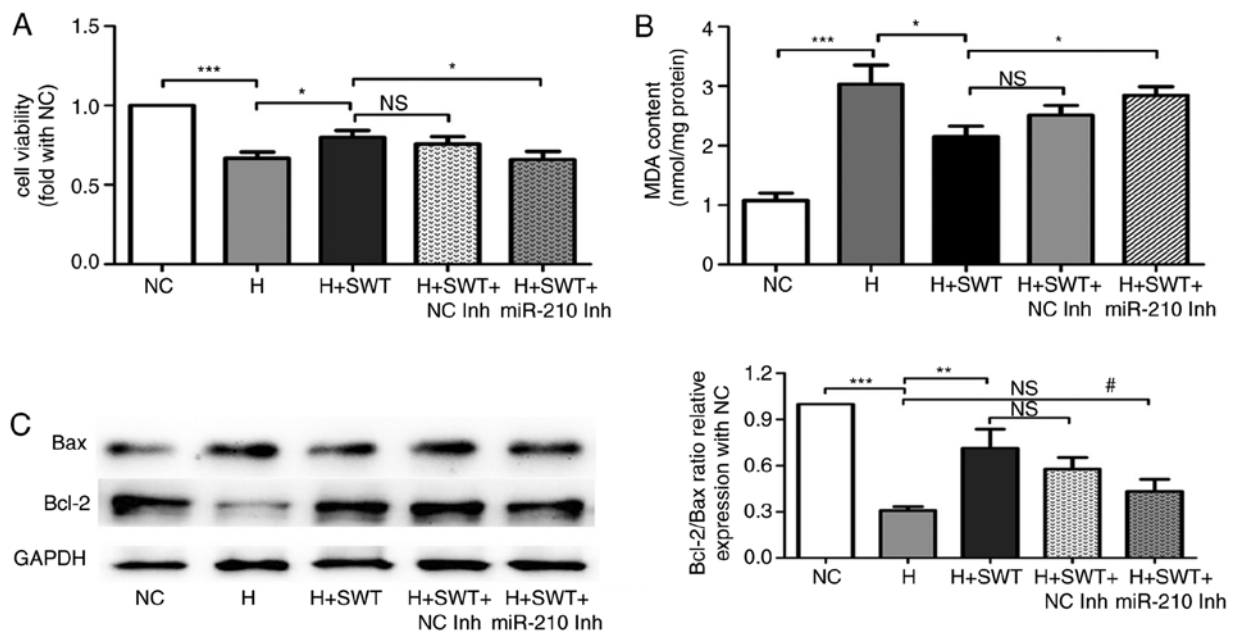 A
cell viability
(fold with NC)
1.5
1.0
0.5
0.0
***
*
*
NS
NC H H+SWT H+SWT+ H+SWT+
NC Inh miR-210 Inh
B
MDA content
(nmol/mg protein)
4
3
2
1
0
***
*
*
NS
NC H H+SWT H+SWT+ H+SWT+
NC Inh miR-210 Inh
C
Bax
Bcl-2
GAPDH
NC H H+SWT H+SWT+ H+SWT+
NC Inh miR-210 Inh
Bcl-2/Bax ratio relative
expression with NC
1.2
0.9
0.6
0.3
0.0
***
**
NS #
NS
NC H H+SWT H+SWT+ H+SWT+
NC Inh miR-210 Inh